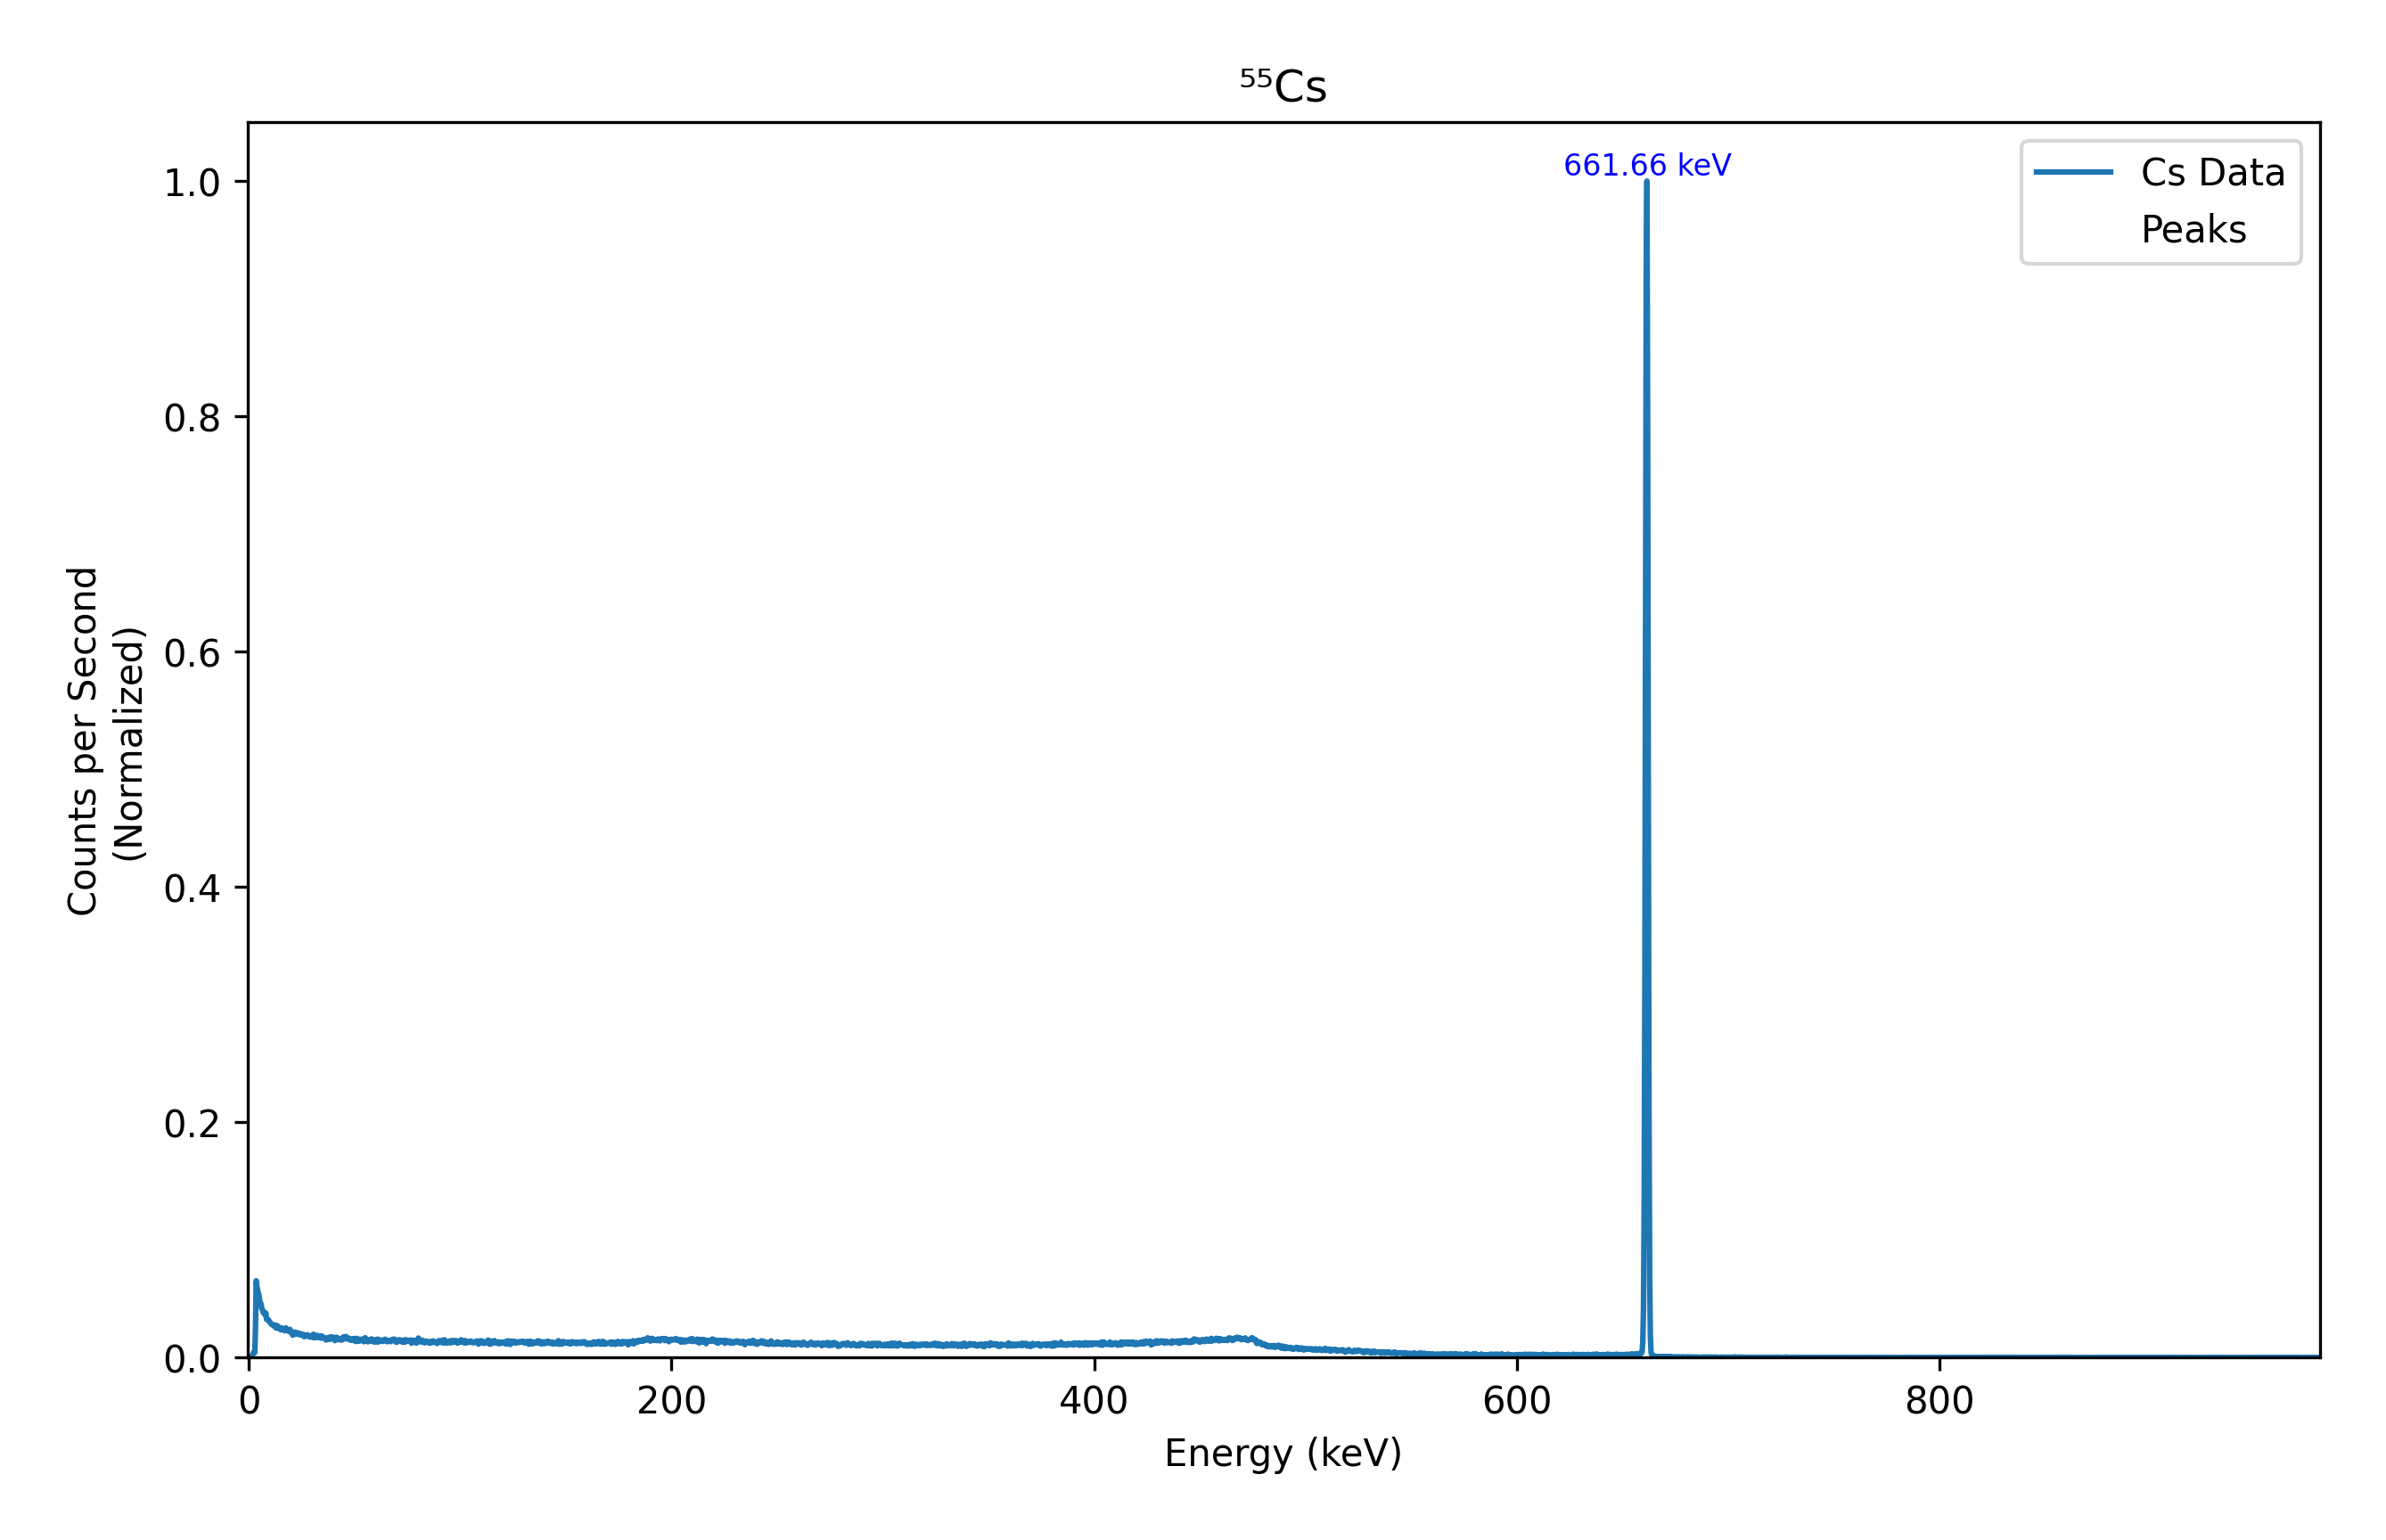 ⁵⁵Cs
661.66 keV
Cs Data
Peaks
1.0
0.8
0.6
0.4
0.2
0.0
Counts per Second
(Normalized)
0
200
400
600
800
Energy (keV)